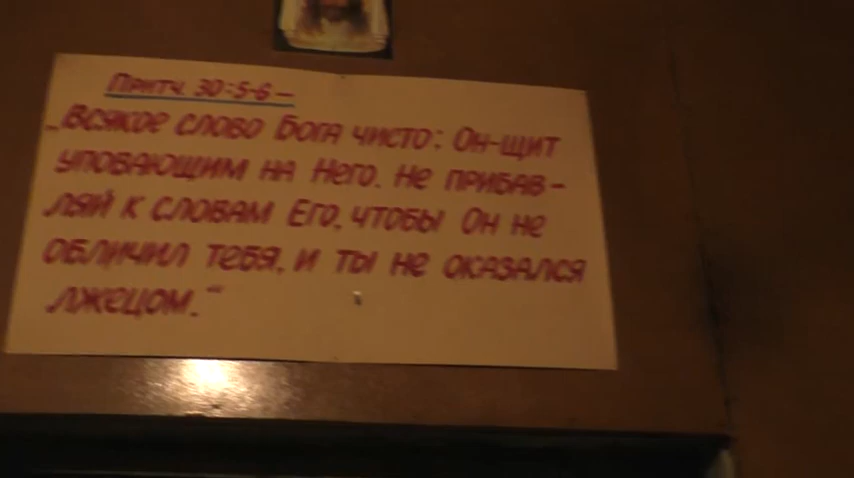 Притч. 30:5-6 –
„Всякое слово Бога чисто; Он-щит
уповающим на Него. Не прибав-
ляй к словам Его, чтобы Он не
обличил тебя, и ты не оказался
лжецом.“